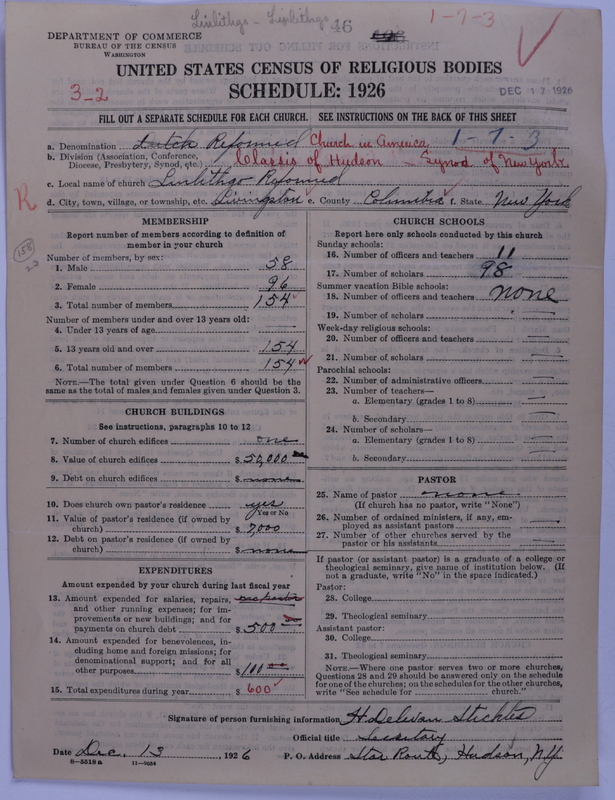 Linlithgo - Linlithgo 46
1-7-3
DEPARTMENT OF COMMERCE
BUREAU OF THE CENSUS
WASHINGTON
UNITED STATES CENSUS OF RELIGIOUS BODIES
SCHEDULE: 1926
3-2
DEC 17 1926
FILL OUT A SEPARATE SCHEDULE FOR EACH CHURCH. SEE INSTRUCTIONS ON THE BACK OF THIS SHEET
a. Denomination Dutch Reformed Church in America 1-7-3
b. Division (Association, Conference, Diocese, Presbytery, Synod, etc.) Classis of Hudson - Synod of New York
c. Local name of church Linlithgo Reformed
d. City, town, village, or township, etc. Livingston e. County Columbia f. State New York
R
158
MEMBERSHIP
Report number of members according to definition of member in your church
Number of members, by sex:
1. Male 58
2. Female 96
3. Total number of members 154
Number of members under and over 13 years old:
4. Under 13 years of age
5. 13 years old and over 154
6. Total number of members 154
NOTE.—The total given under Question 6 should be the same as the total of males and females given under Question 3.
CHURCH BUILDINGS
See instructions, paragraphs 10 to 12
7. Number of church edifices one
8. Value of church edifices $ 50,000
9. Debt on church edifices $ none
10. Does church own pastor's residence yes
Yes or No
11. Value of pastor's residence (if owned by church) $
12. Debt on pastor's residence (if owned by church) $ none
EXPENDITURES
Amount expended by your church during last fiscal year
13. Amount expended for salaries, repairs, and other running expenses; for improvements or new buildings; and for payments on church debt $ 500
14. Amount expended for benevolences, including home and foreign missions; for denominational support; and for all other purposes $ 100
15. Total expenditures during year $ 600
CHURCH SCHOOLS
Report here only schools conducted by this church
Sunday schools:
16. Number of officers and teachers 11
17. Number of scholars 98
Summer vacation Bible schools:
18. Number of officers and teachers none
19. Number of scholars
Week-day religious schools:
20. Number of officers and teachers
21. Number of scholars
Parochial schools:
22. Number of administrative officers
23. Number of teachers—
a. Elementary (grades 1 to 8)
b. Secondary
24. Number of scholars—
a. Elementary (grades 1 to 8)
b. Secondary
PASTOR
25. Name of pastor none
(If church has no pastor, write "None")
26. Number of ordained ministers, if any, employed as assistant pastors
27. Number of other churches served by the pastor or his assistants
If pastor (or assistant pastor) is a graduate of a college or theological seminary, give name of institution below. (If not a graduate, write "No" in the space indicated.)
Pastor:
28. College
29. Theological seminary
Assistant pastor:
30. College
31. Theological seminary
NOTE.—Where one pastor serves two or more churches, Questions 28 and 29 should be answered only on the schedule for one of the churches; on the schedules for the other churches, write "See schedule for church."
Signature of person furnishing information H. Delevan
Official title Secretary
Date Dec. 13, 1926 P. O. Address Star Route, Hudson, N.Y.
8—5518a 11—9034